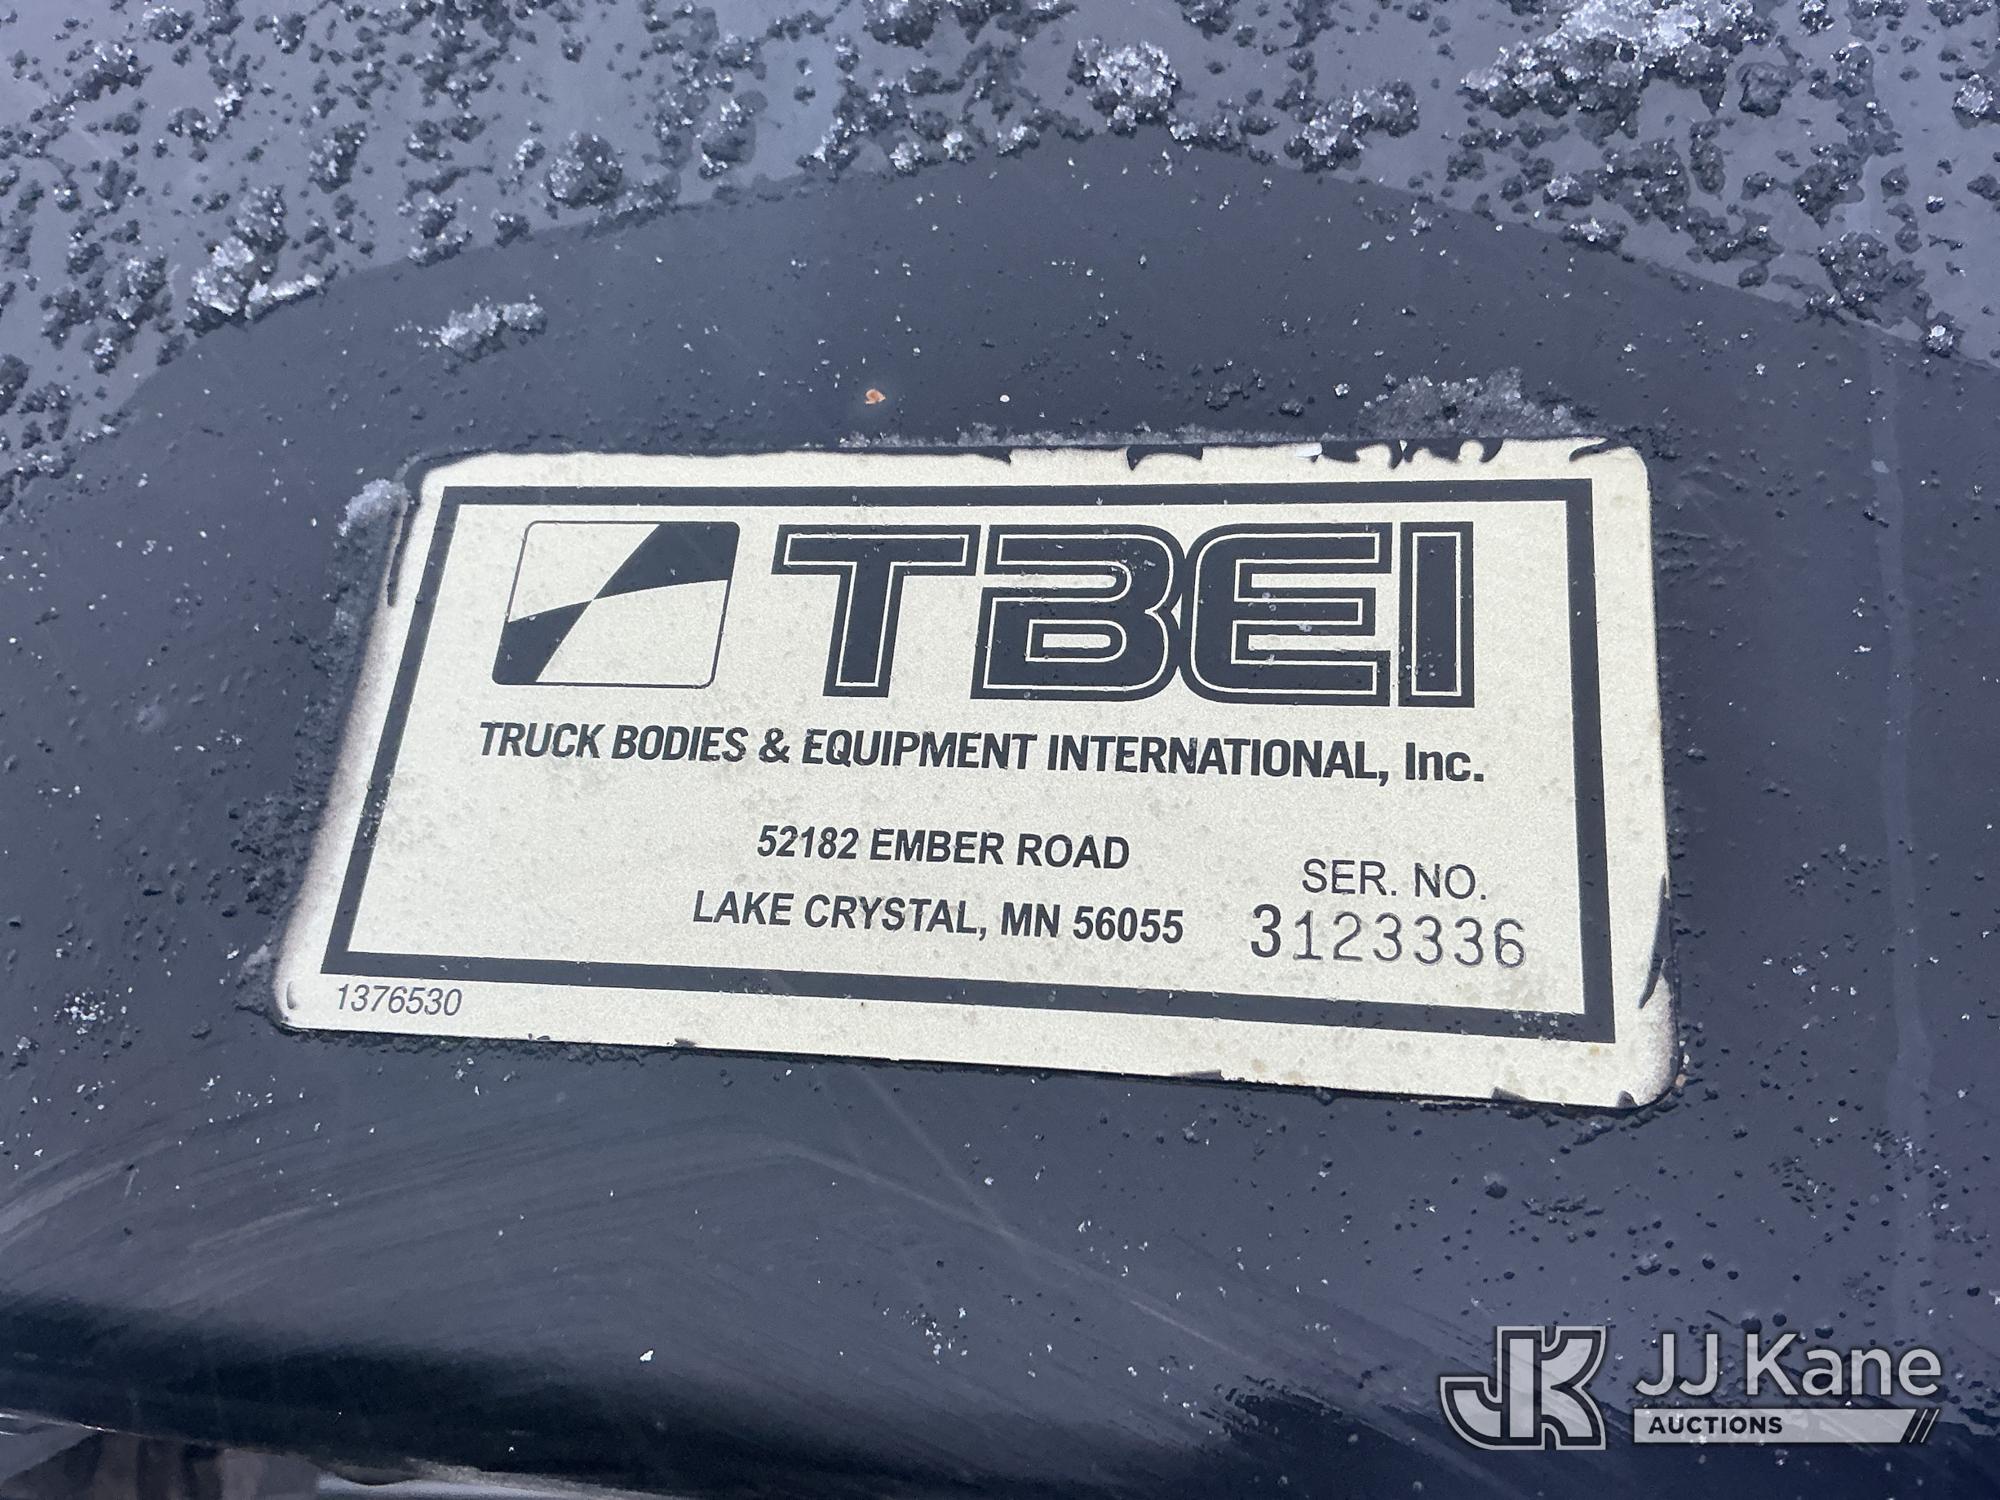 TBEI
TRUCK BODIES & EQUIPMENT INTERNATIONAL, Inc.
52182 EMBER ROAD
LAKE CRYSTAL, MN 56055
SER. NO.
3123336
1376530
JK JJ Kane
AUCTIONS